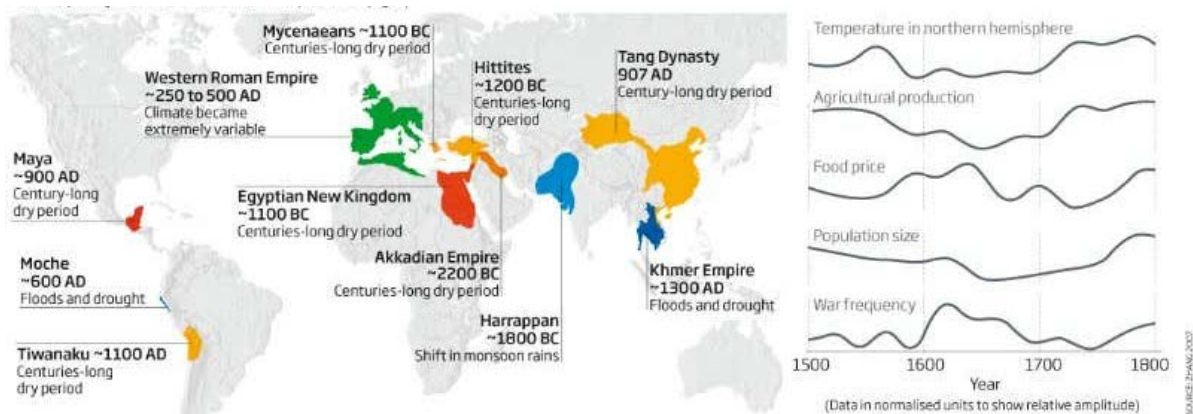 Mycenaeans ~1100 BC
Centuries-long dry period
Western Roman Empire
~250 to 500 AD
Climate became
extremely variable
Hittites
~1200 BC
Centuries-long
dry period
Tang Dynasty
907 AD
Century-long dry period
Maya
~900 AD
Century-long
dry period
Egyptian New Kingdom
~1100 BC
Centuries-long dry period
Moche
~600 AD
Floods and drought
Akkadian Empire
~2200 BC
Centuries-long dry period
Khmer Empire
~1300 AD
Floods and drought
Harrappan
~1800 BC
Shift in monsoon rains
Tiwanaku ~1100 AD
Centuries-long
dry period
Temperature in northern hemisphere
Agricultural production
Food price
Population size
War frequency
1500 1600 1700 1800
Year
(Data in normalised units to show relative amplitude)
SOURCE: ZHANG 2007